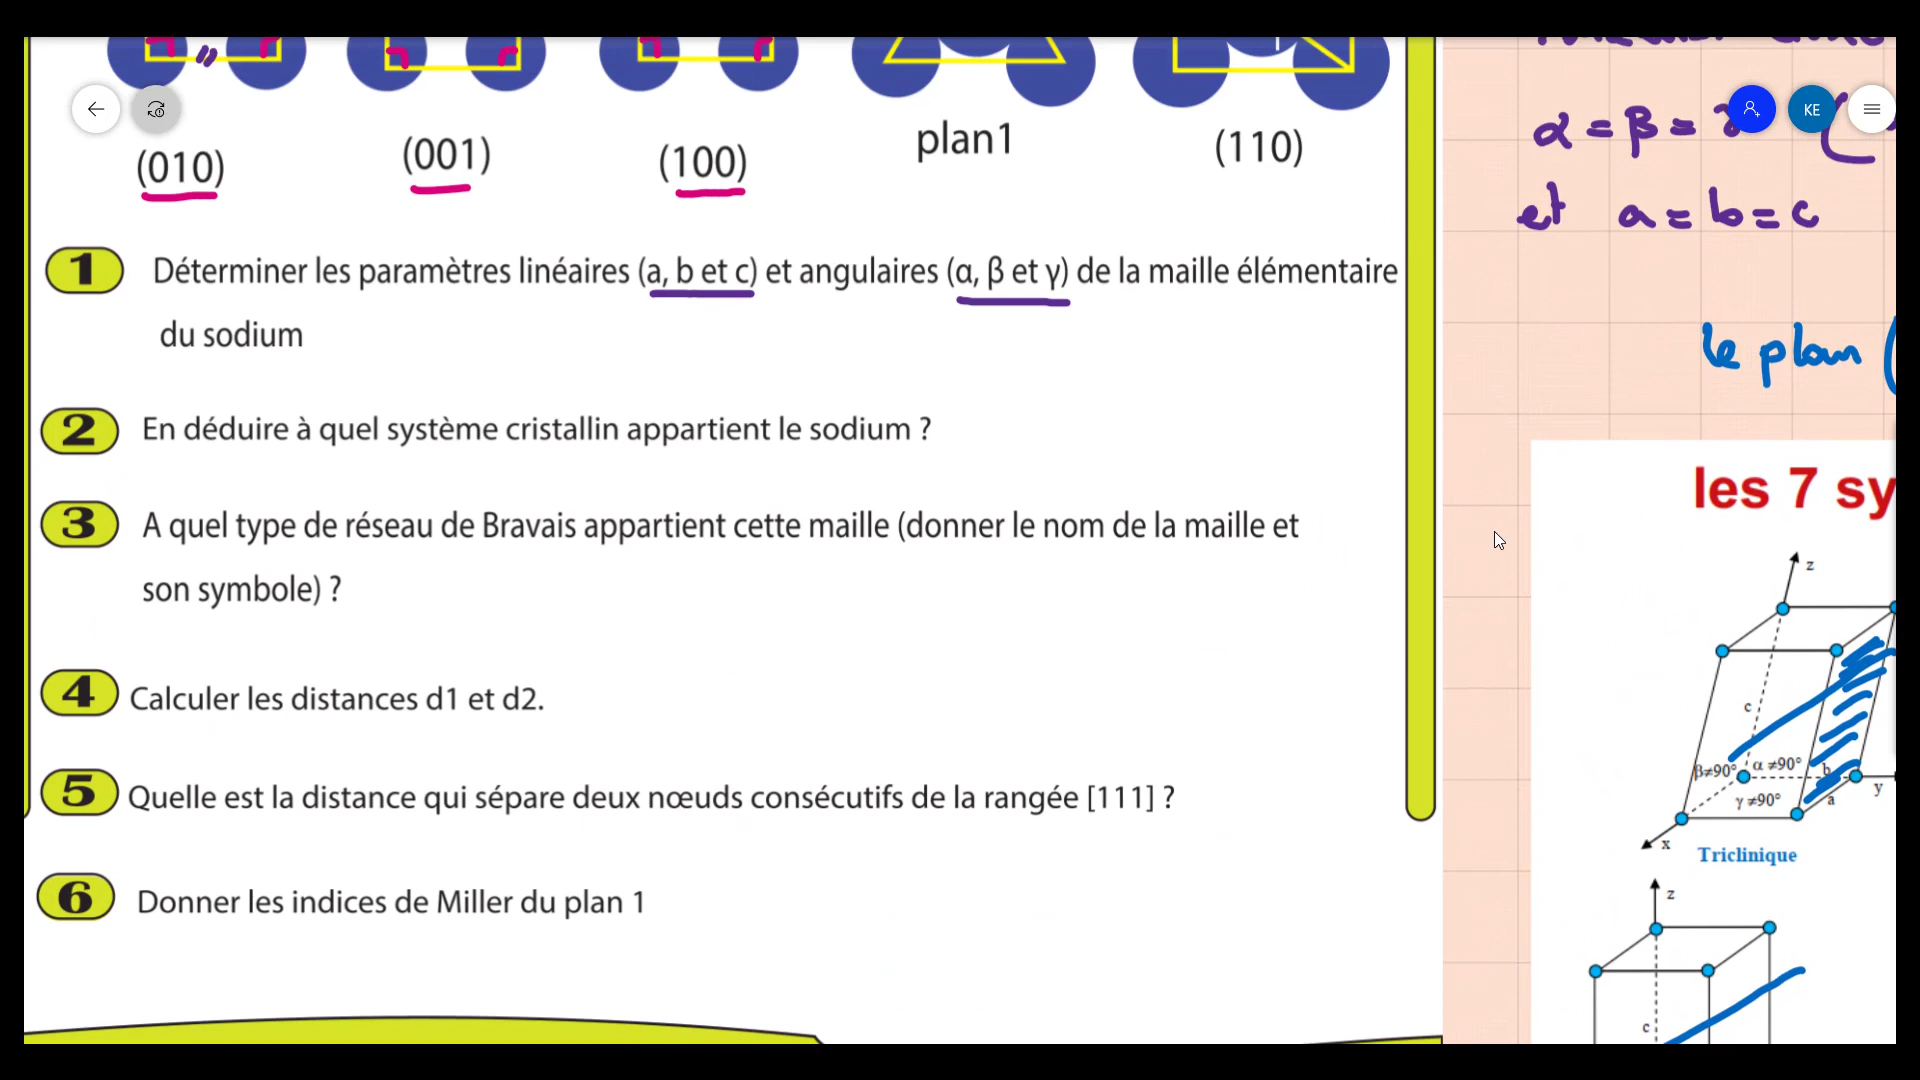 (010)
(001)
(100)
plan1
(110)
1 Déterminer les paramètres linéaires (a, b et c) et angulaires (α, β et γ) de la maille élémentaire
du sodium
2 En déduire à quel système cristallin appartient le sodium ?
3 A quel type de réseau de Bravais appartient cette maille (donner le nom de la maille et
son symbole) ?
4 Calculer les distances d1 et d2.
5 Quelle est la distance qui sépare deux nœuds consécutifs de la rangée [111] ?
6 Donner les indices de Miller du plan 1
KE
α = β =
et a = b = c
le plan (
les 7 sy
z
c
β≠90° α ≠90° b
γ ≠90° a y
x
Triclinique
z
c